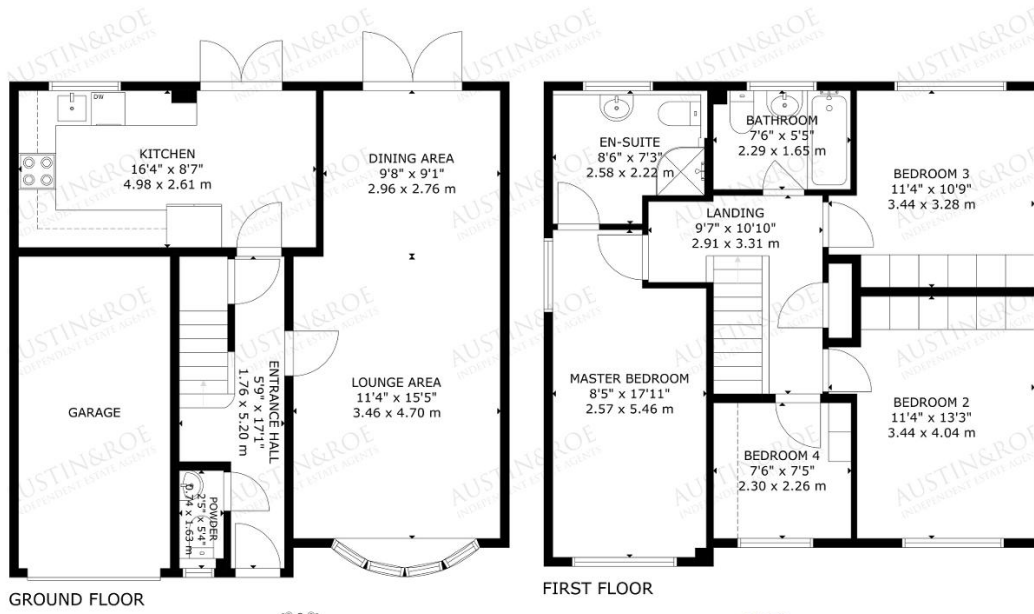 AUSTIN&ROE
INDEPENDENT ESTATE AGENTS
KITCHEN
16'4" x 8'7"
4.98 x 2.61 m
DW
DINING AREA
9'8" x 9'1"
2.96 x 2.76 m
GARAGE
ENTRANCE HALL
5'9" x 17'1"
1.76 x 5.20 m
LOUNGE AREA
11'4" x 15'5"
3.46 x 4.70 m
POWDER
2'5" x 5'4"
0.74 x 1.63 m
GROUND FLOOR
EN-SUITE
8'6" x 7'3"
2.58 x 2.22 m
BATHROOM
7'6" x 5'5"
2.29 x 1.65 m
BEDROOM 3
11'4" x 10'9"
3.44 x 3.28 m
LANDING
9'7" x 10'10"
2.91 x 3.31 m
MASTER BEDROOM
8'5" x 17'11"
2.57 x 5.46 m
BEDROOM 2
11'4" x 13'3"
3.44 x 4.04 m
BEDROOM 4
7'6" x 7'5"
2.30 x 2.26 m
FIRST FLOOR